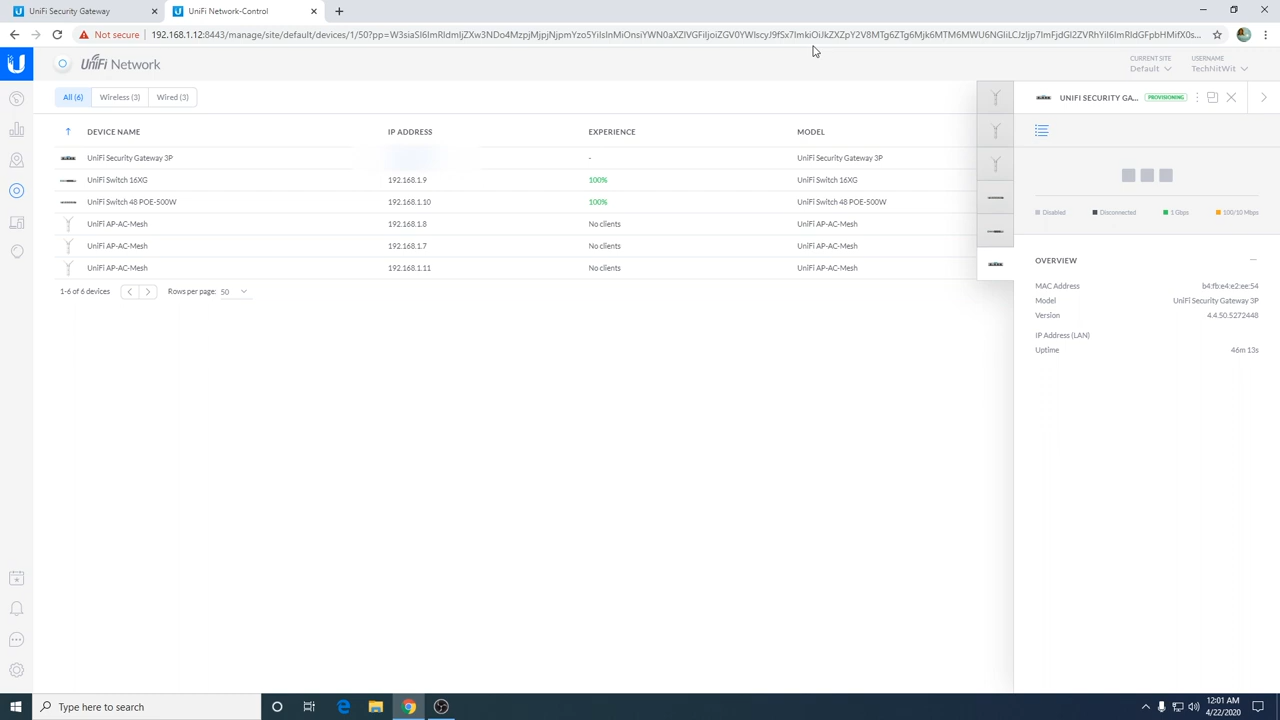 UniFi Security Gateway
UniFi Network-Control
Not secure
192.168.1.12:8443/manage/site/default/devices/1/50?pp=
UniFi Network
CURRENT SITE
Default
USERNAME
TechNitWit
All (6)
Wireless (3)
Wired (3)
UNIFI SECURITY GA...
PROVISIONING
DEVICE NAME
IP ADDRESS
EXPERIENCE
MODEL
UniFi Security Gateway 3P
-
UniFi Security Gateway 3P
UniFi Switch 16XG
192.168.1.9
100%
UniFi Switch 16XG
UniFi Switch 48 POE-500W
192.168.1.10
100%
UniFi Switch 48 POE-500W
UniFi AP-AC-Mesh
192.168.1.8
No clients
UniFi AP-AC-Mesh
UniFi AP-AC-Mesh
192.168.1.7
No clients
UniFi AP-AC-Mesh
UniFi AP-AC-Mesh
192.168.1.11
No clients
UniFi AP-AC-Mesh
1-6 of 6 devices
Rows per page: 50
Disabled
Disconnected
1 Gbps
100/10 Mbps
OVERVIEW
MAC Address
b4:fb:e4:e2:ee:54
Model
UniFi Security Gateway 3P
Version
4.4.50.5272448
IP Address (LAN)
Uptime
46m 13s
Type here to search
12:01 AM
4/22/2020